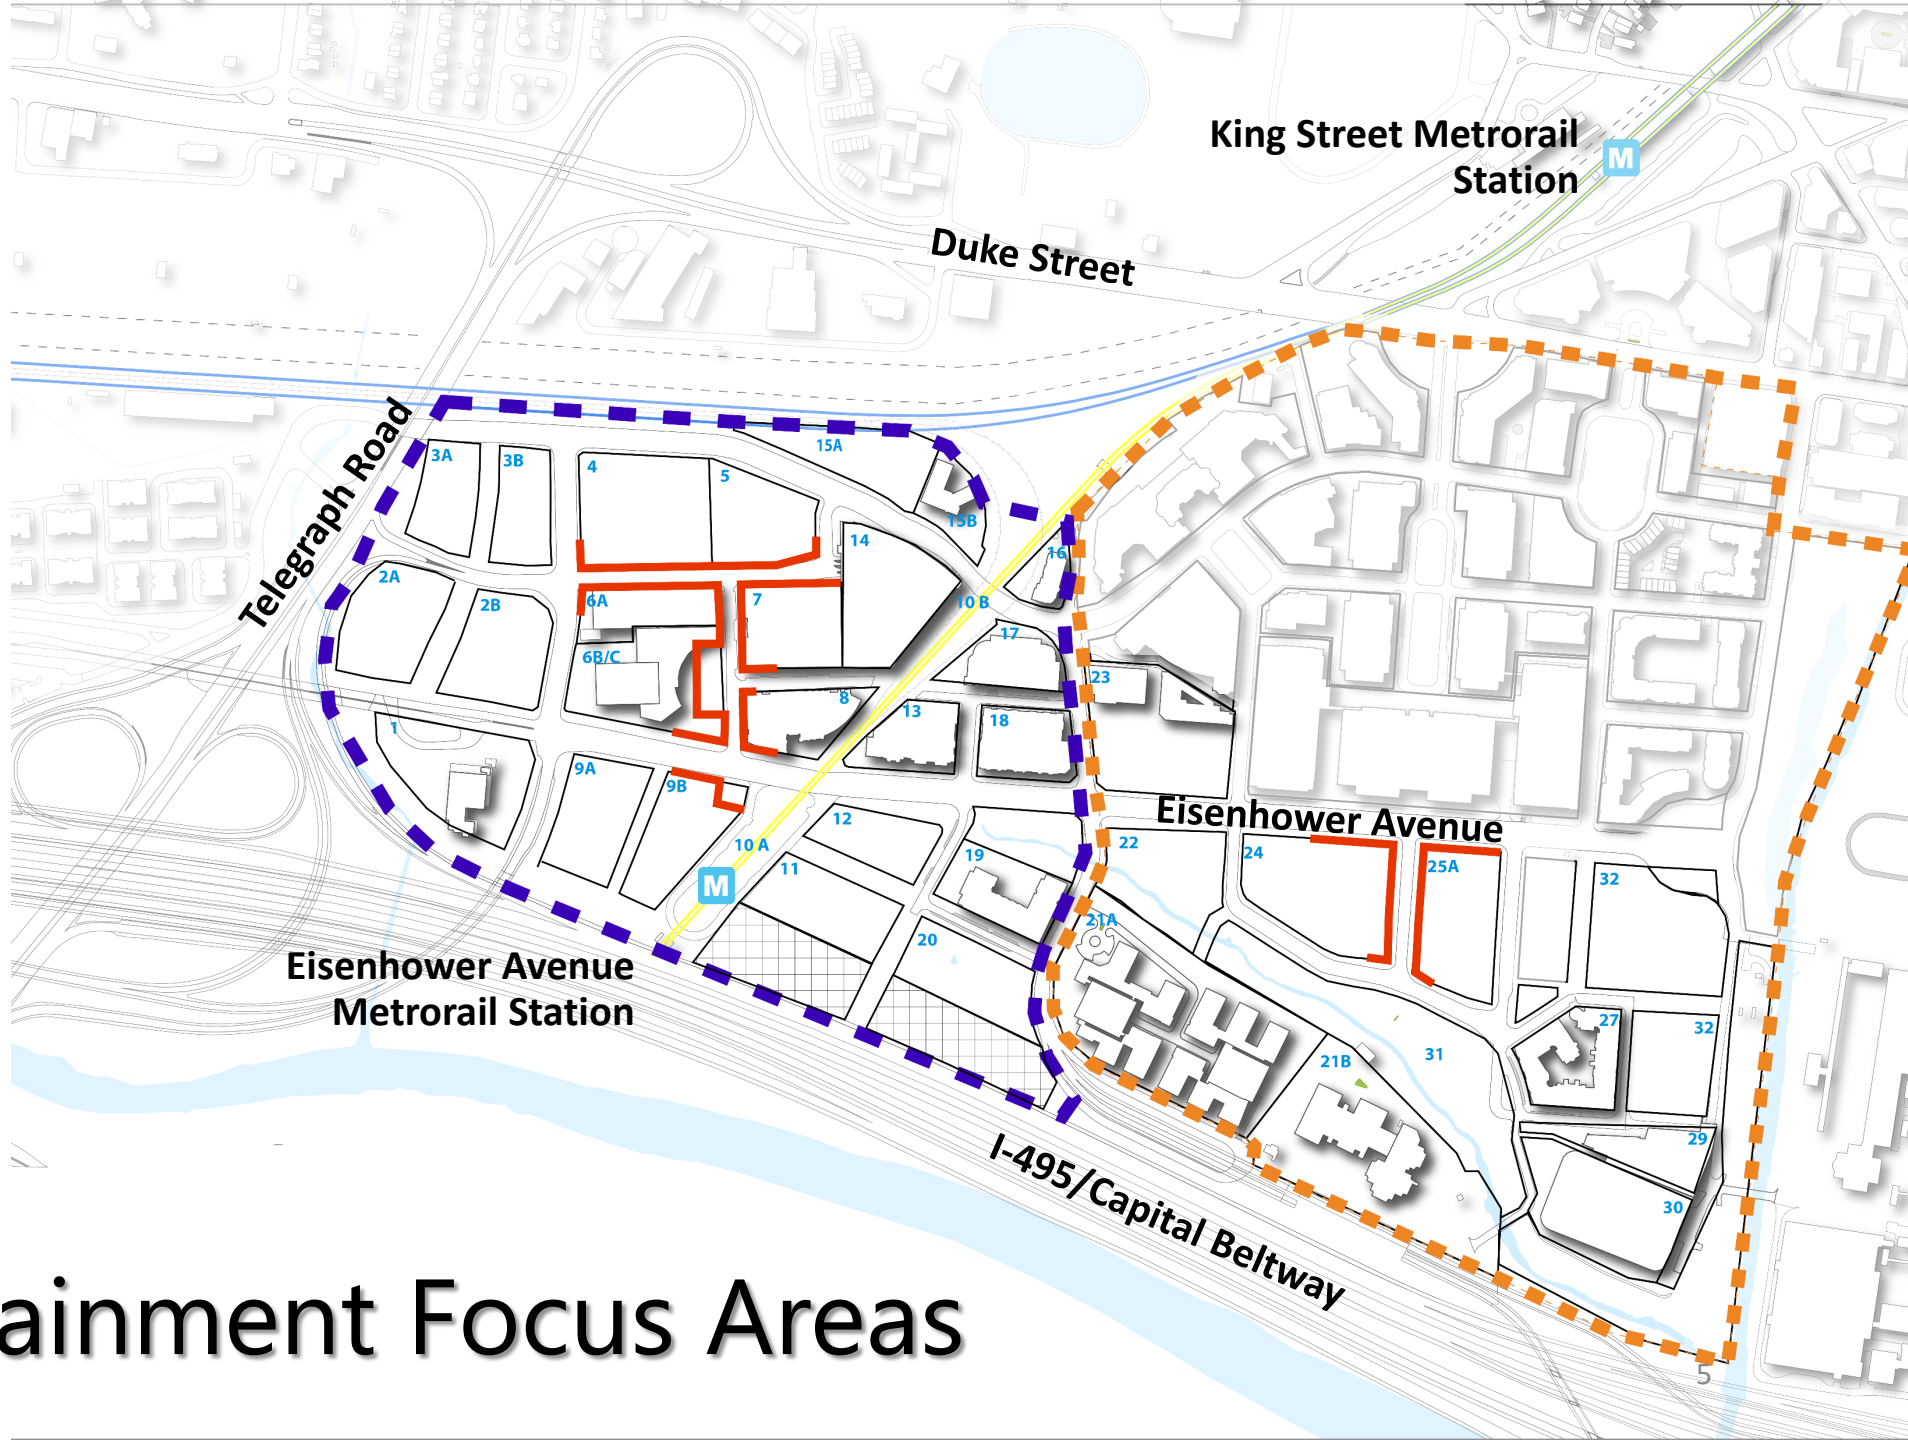 King Street Metrorail
Station
M
Duke Street
Telegraph Road
3A
3B
4
5
15A
15B
14
16
2A
2B
6A
7
10 B
17
6B/C
8
13
18
23
1
9A
9B
12
Eisenhower Avenue
10 A
11
19
22
24
25A
32
M
21A
20
Eisenhower Avenue
Metrorail Station
27
32
31
21B
29
30
I-495/Capital Beltway
ainment Focus Areas
5